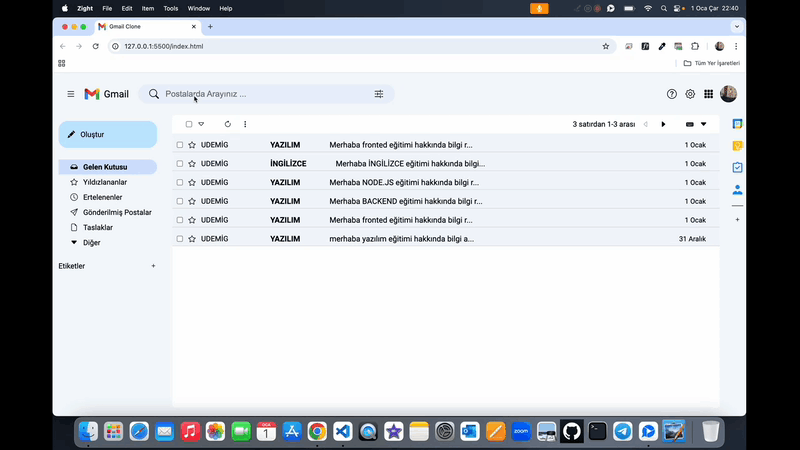 Zight File Edit Item Tools Window Help 1 Oca Çar 22:40
Gmail Clone
127.0.0.1:5500/index.html
Tüm Yer İşaretleri
Gmail Postalarda Arayınız ...
Oluştur
3 satırdan 1-3 arası
Gelen Kutusu
Yıldızlananlar
Ertelenenler
Gönderilmiş Postalar
Taslaklar
Diğer
Etiketler +
UDEMİG YAZILIM Merhaba fronted eğitimi hakkında bilgi r... 1 Ocak
UDEMİG İNGİLİZCE Merhaba İNGİLİZCE eğitimi hakkında bilgi... 1 Ocak
UDEMİG YAZILIM Merhaba NODE.JS eğitimi hakkında bilgi r... 1 Ocak
UDEMİG YAZILIM Merhaba BACKEND eğitimi hakkında bilgi r... 1 Ocak
UDEMİG YAZILIM Merhaba fronted eğitimi hakkında bilgi r... 1 Ocak
UDEMİG YAZILIM merhaba yazılım eğitimi hakkında bilgi a... 31 Aralık
OCA
1
zoom